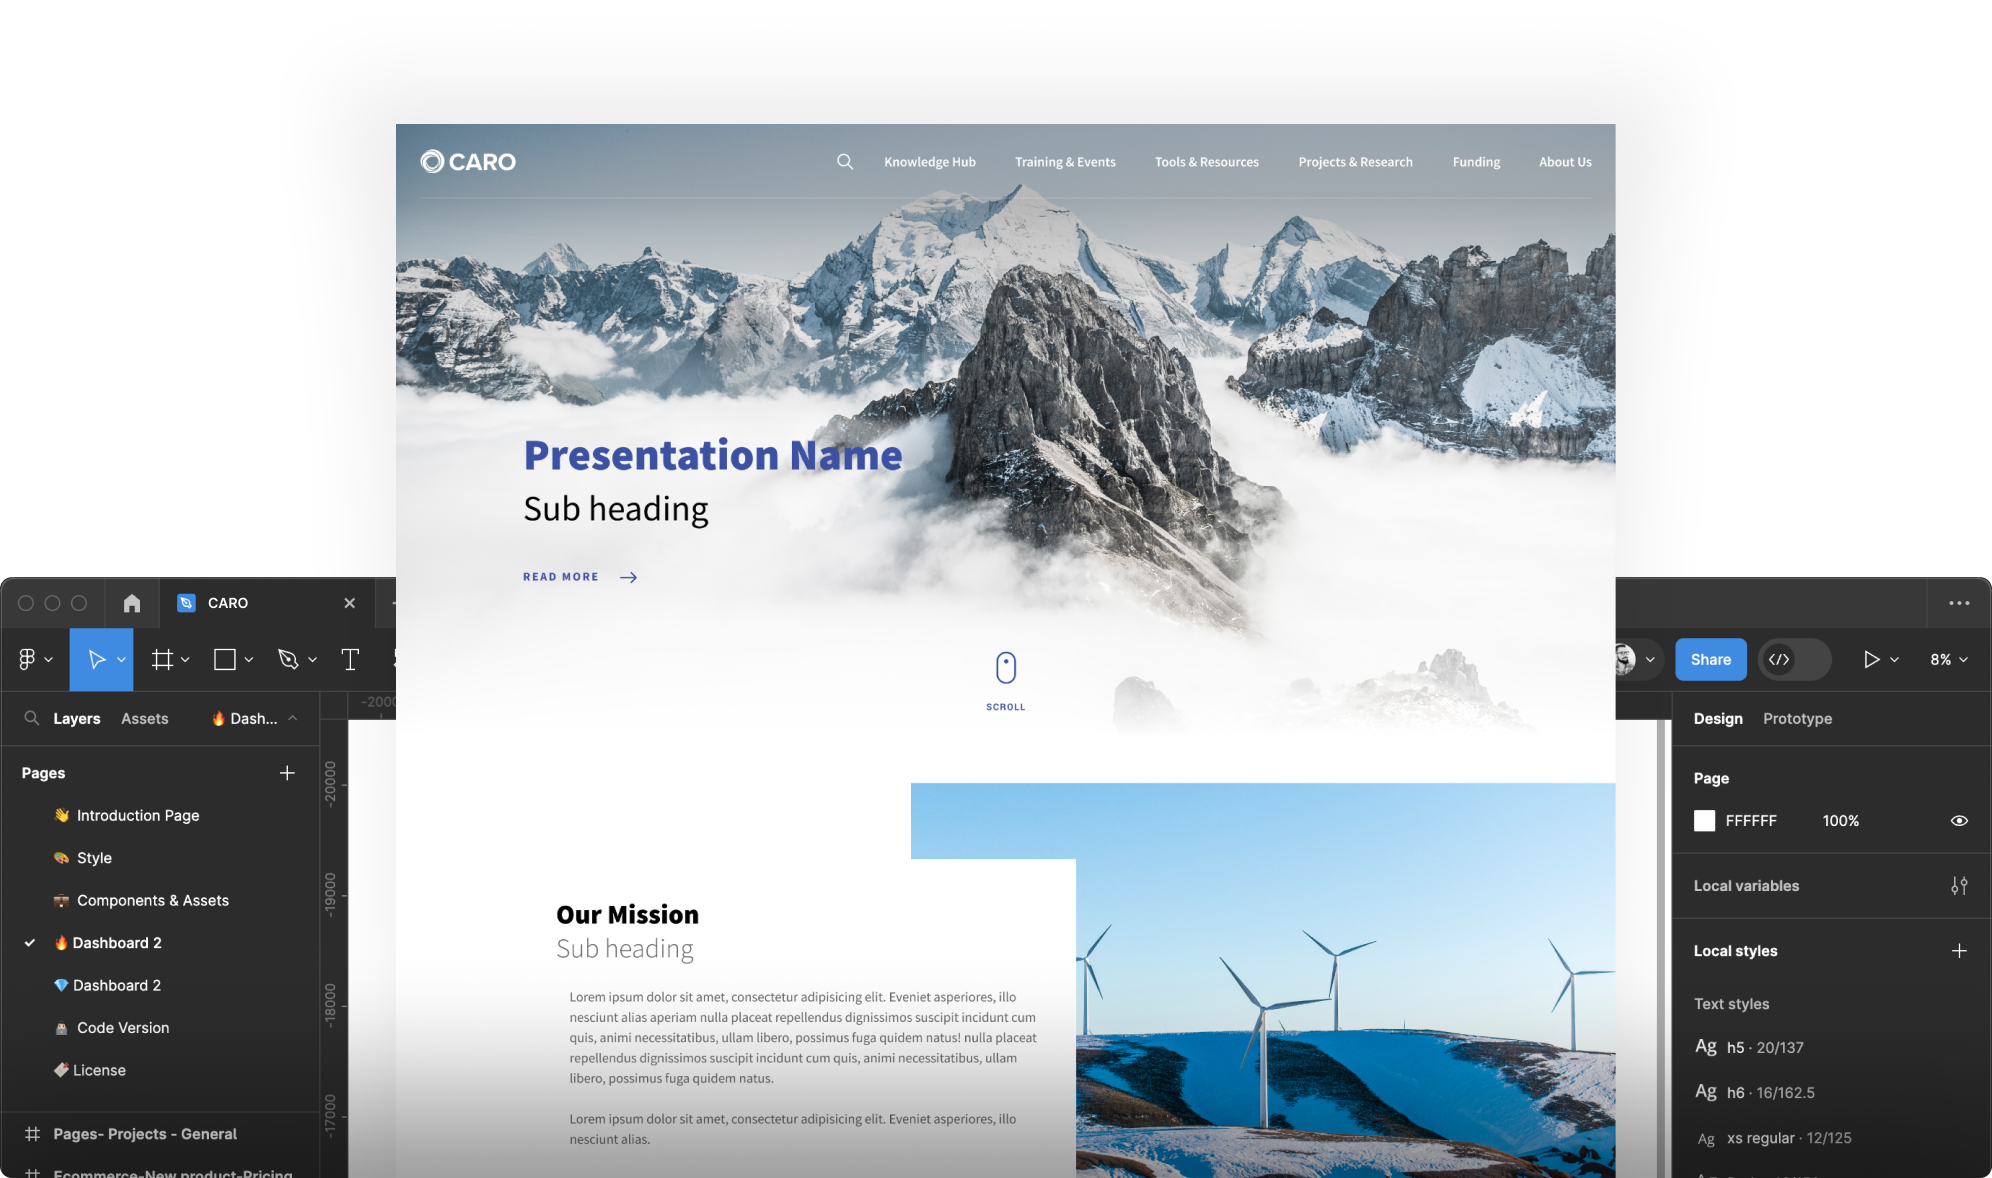 CARO
Knowledge Hub
Training & Events
Tools & Resources
Projects & Research
Funding
About Us
Presentation Name
Sub heading
READ MORE
SCROLL
Our Mission
Sub heading
Lorem ipsum dolor sit amet, consectetur adipisicing elit. Eveniet asperiores, illo
nesciunt alias aperiam nulla placeat repellendus dignissimos suscipit incidunt cum
quis, animi necessitatibus, ullam libero, possimus fuga quidem natus! nulla placeat
repellendus dignissimos suscipit incidunt cum quis, animi necessitatibus, ullam
libero, possimus fuga quidem natus.
Lorem ipsum dolor sit amet, consectetur adipisicing elit. Eveniet asperiores, illo
nesciunt alias.
CARO
Layers
Assets
Dash...
Pages
Introduction Page
Style
Components & Assets
Dashboard 2
Dashboard 2
Code Version
License
Pages- Projects - General
Ecommerce-New product-Pricing
-2000
-20000
-19000
-18000
-17000
Share
8%
Design
Prototype
Page
FFFFFF
100%
Local variables
Local styles
Text styles
Ag h5 · 20/137
Ag h6 · 16/162.5
Ag xs regular · 12/125